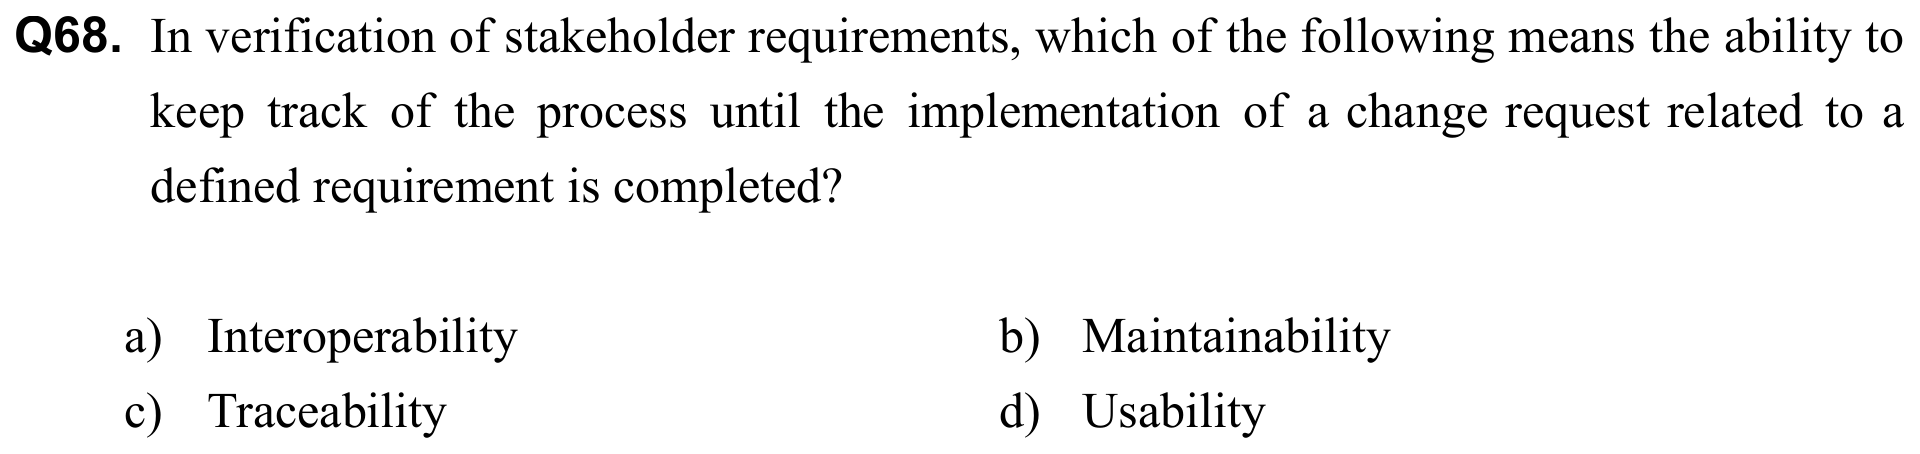 Q68. In verification of stakeholder requirements, which of the following means the ability to
keep track of the process until the implementation of a change request related to a
defined requirement is completed?
a) Interoperability b) Maintainability
c) Traceability d) Usability